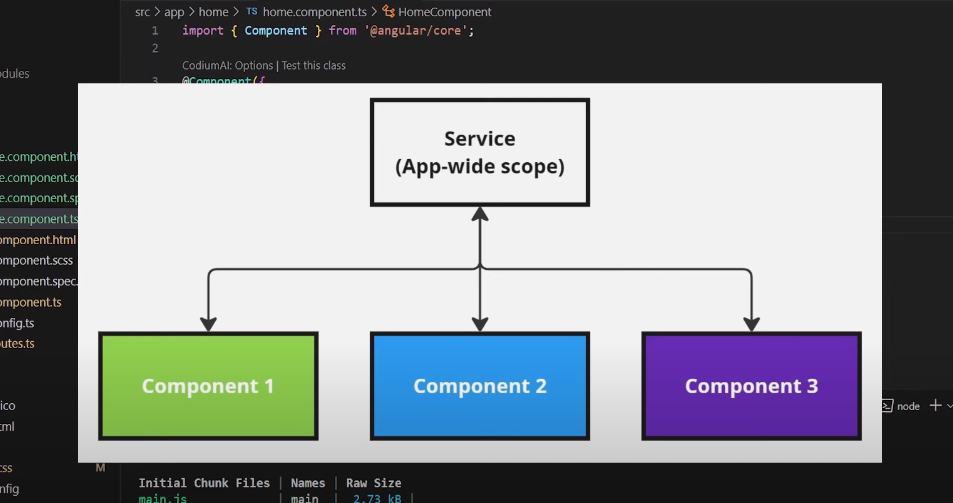 src > app > home > TS home.component.ts > HomeComponent
1 import { Component } from '@angular/core';
2
CodiumAI: Options | Test this class
3 @Component({
Service
(App-wide scope)
Component 1
Component 2
Component 3
odules
e.component.ht
e.component.sc
e.component.sp
e.component.ts
omponent.html
omponent.scss
omponent.spec.
omponent.ts
onfig.ts
outes.ts
ico
tml
css M
nfig
node
Initial Chunk Files | Names | Raw Size
main.js | main | 2.73 kB |